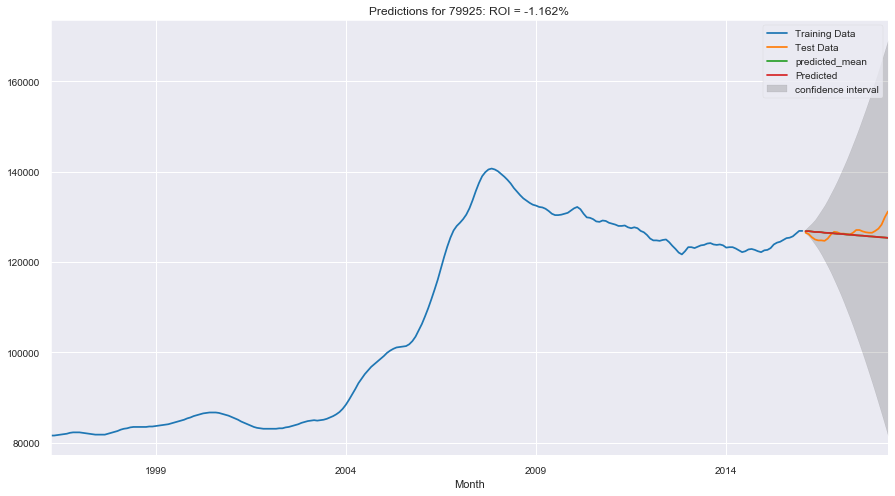 Predictions for 79925: ROI = -1.162%
Training Data
Test Data
predicted_mean
Predicted
confidence interval
160000
140000
120000
100000
80000
1999
2004
2009
2014
Month